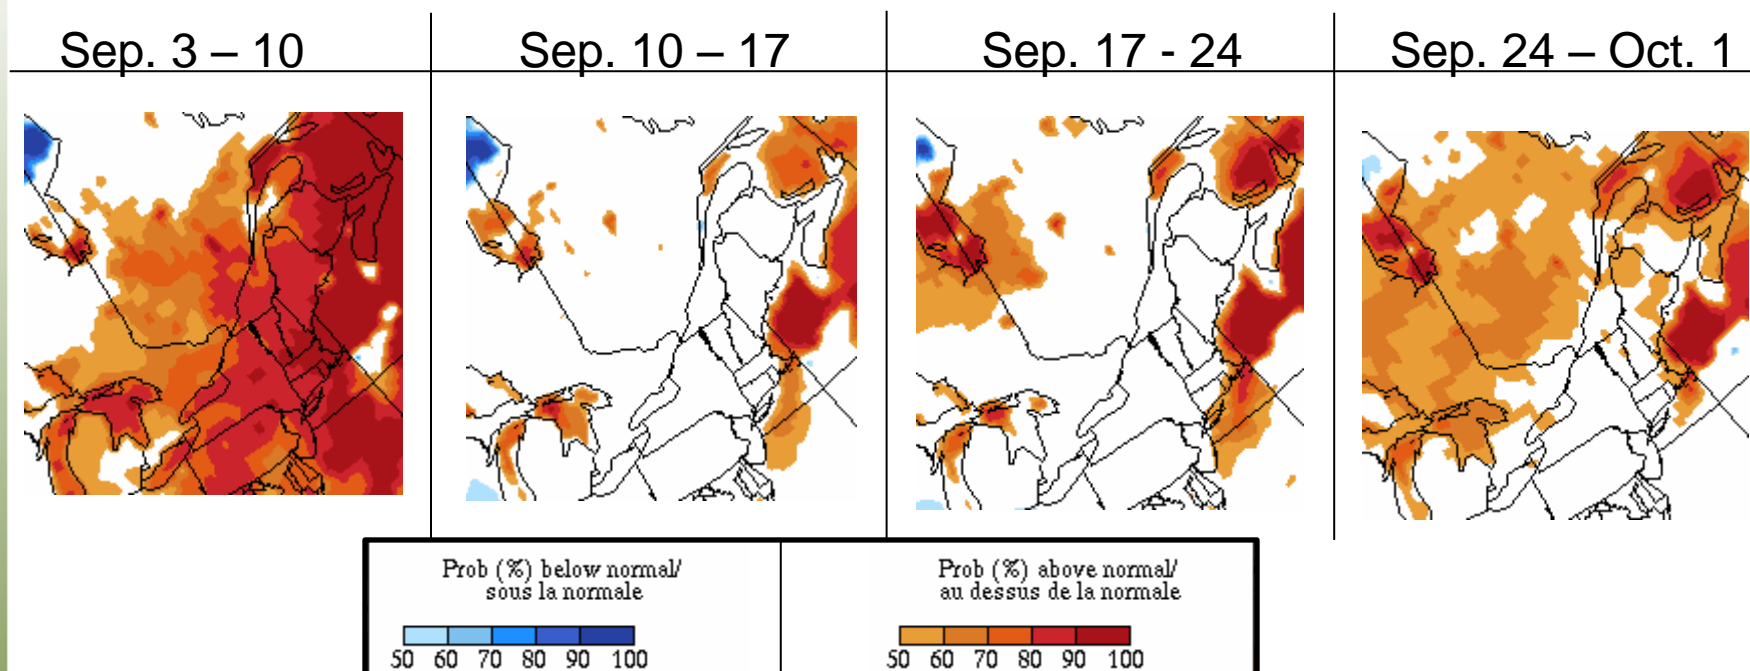 Sep. 3 – 10
Sep. 10 – 17
Sep. 17 - 24
Sep. 24 – Oct. 1
Prob (%) below normal/
sous la normale
50 60 70 80 90 100
Prob (%) above normal/
au dessus de la normale
50 60 70 80 90 100